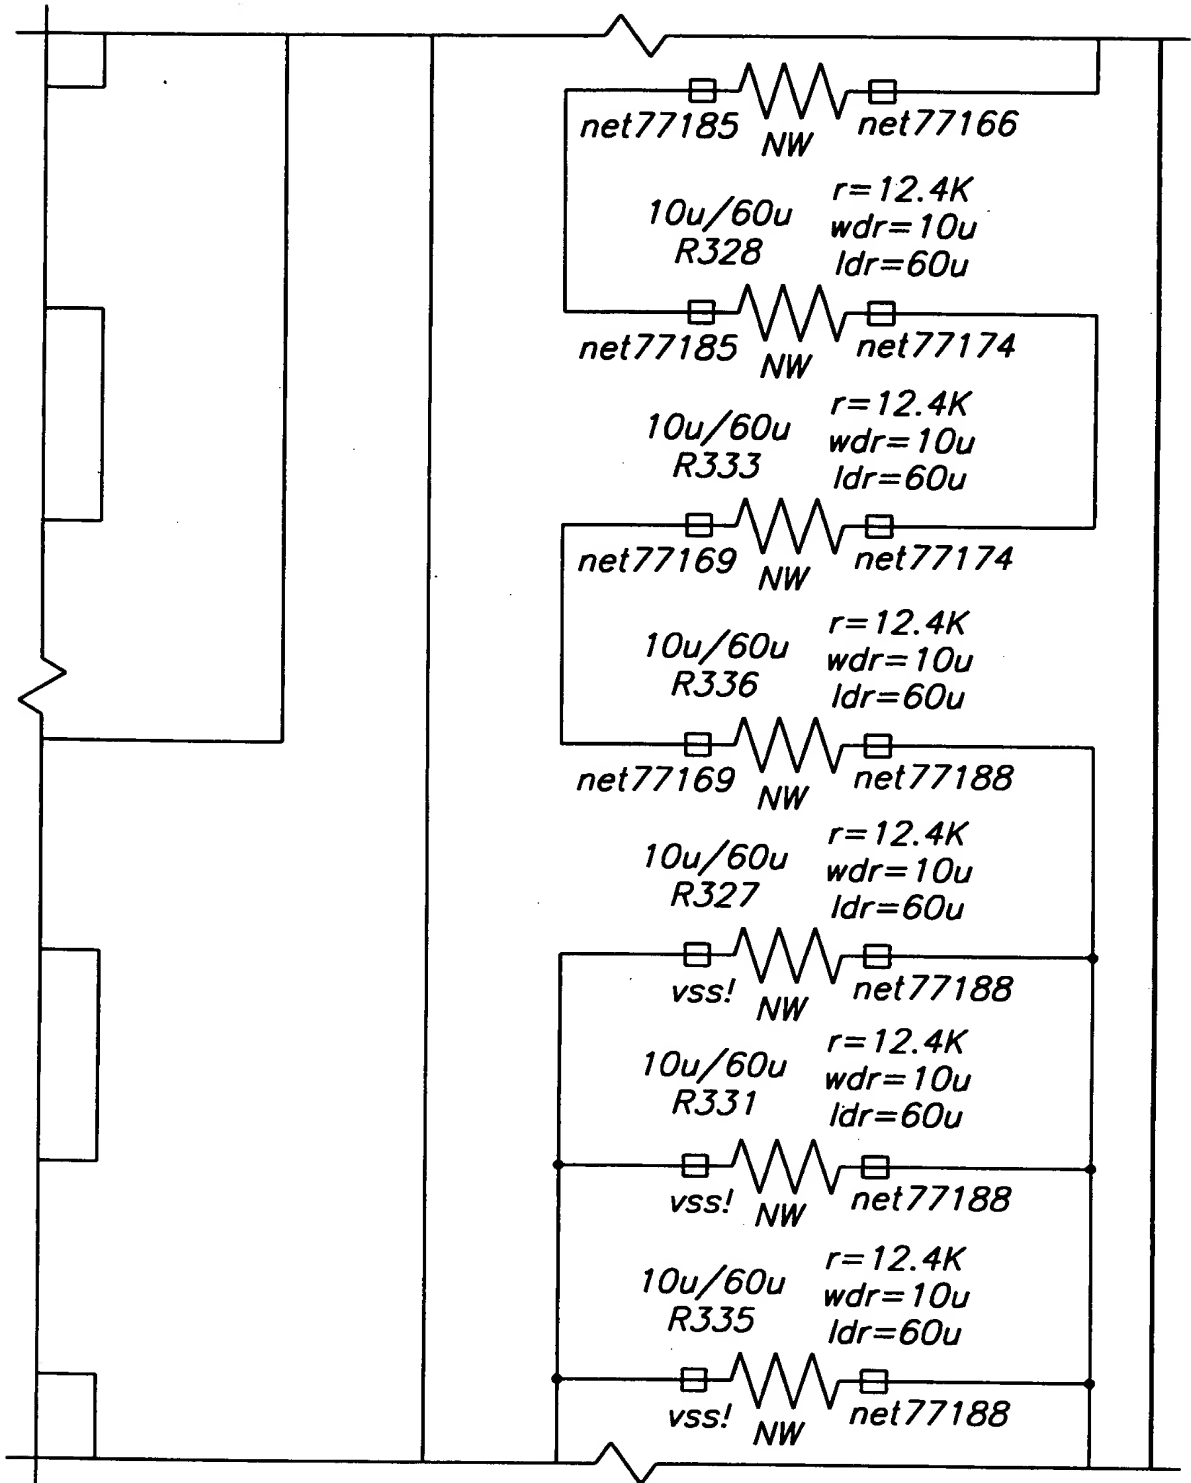 net77185 NW net77166
10u/60u
R328
r=12.4K
wdr=10u
ldr=60u
net77185 NW net77174
10u/60u
R333
r=12.4K
wdr=10u
ldr=60u
net77169 NW net77174
10u/60u
R336
r=12.4K
wdr=10u
ldr=60u
net77169 NW net77188
10u/60u
R327
r=12.4K
wdr=10u
ldr=60u
vss! NW net77188
10u/60u
R331
r=12.4K
wdr=10u
ldr=60u
vss! NW net77188
10u/60u
R335
r=12.4K
wdr=10u
ldr=60u
vss! NW net77188